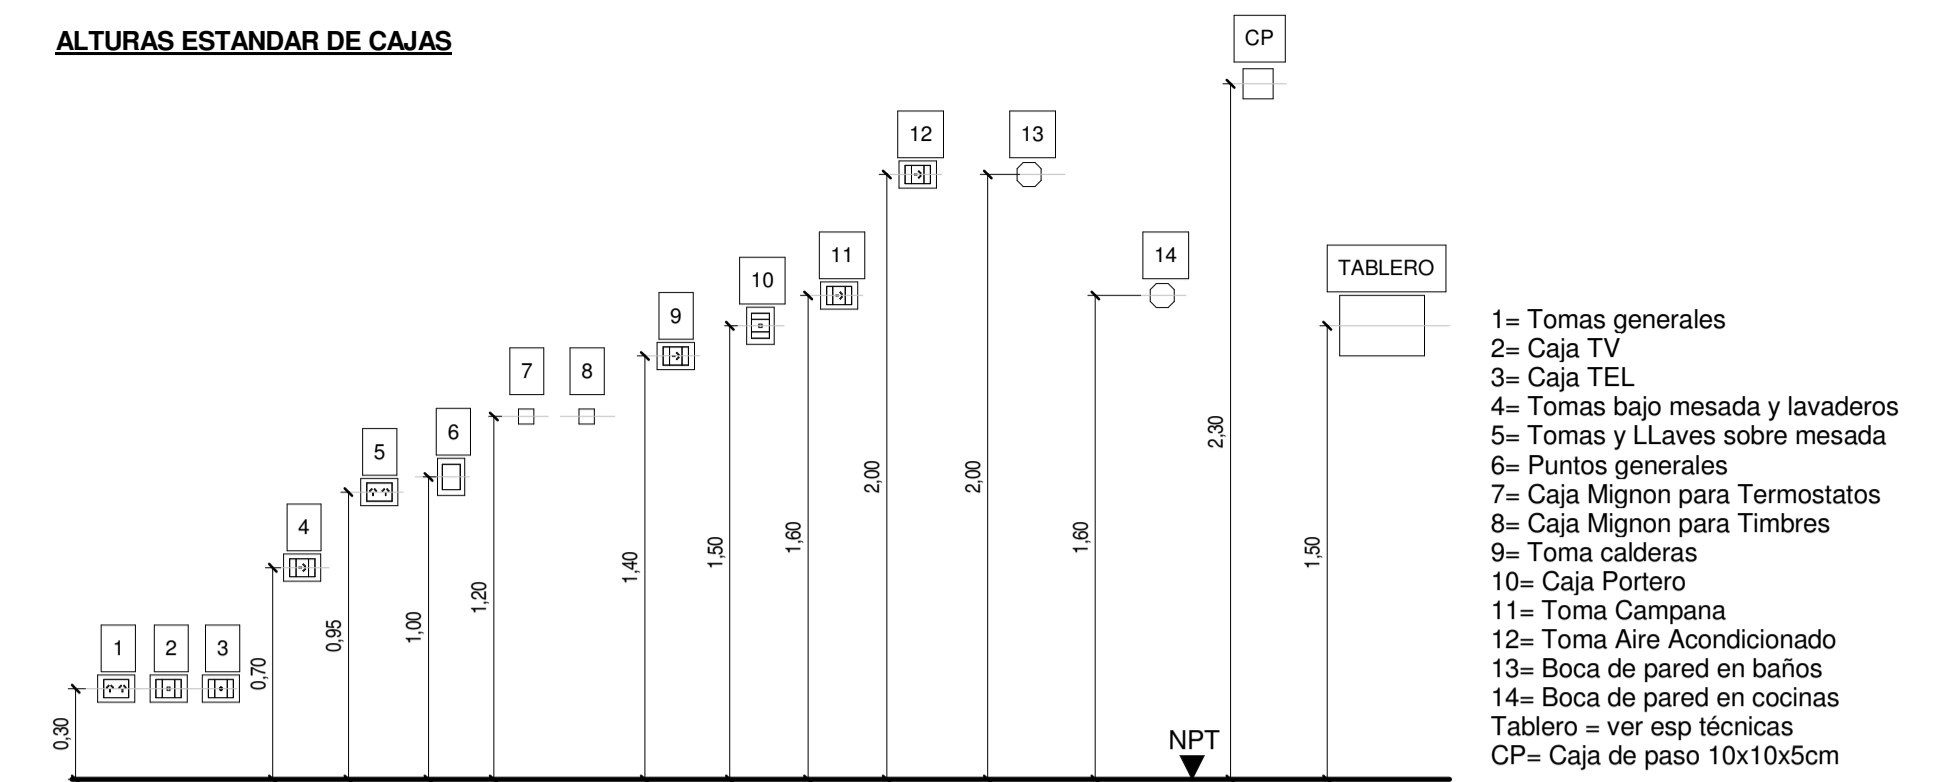 ALTURAS ESTANDAR DE CAJAS
CP
12
13
11
14
10
TABLERO
9
7
8
6
5
4
1
2
3
0,30
0,70
0,95
1,00
1,20
1,40
1,50
1,60
2,00
2,00
1,60
2,30
1,50
NPT
1= Tomas generales
2= Caja TV
3= Caja TEL
4= Tomas bajo mesada y lavaderos
5= Tomas y LLaves sobre mesada
6= Puntos generales
7= Caja Mignon para Termostatos
8= Caja Mignon para Timbres
9= Toma calderas
10= Caja Portero
11= Toma Campana
12= Toma Aire Acondicionado
13= Boca de pared en baños
14= Boca de pared en cocinas
Tablero = ver esp técnicas
CP= Caja de paso 10x10x5cm